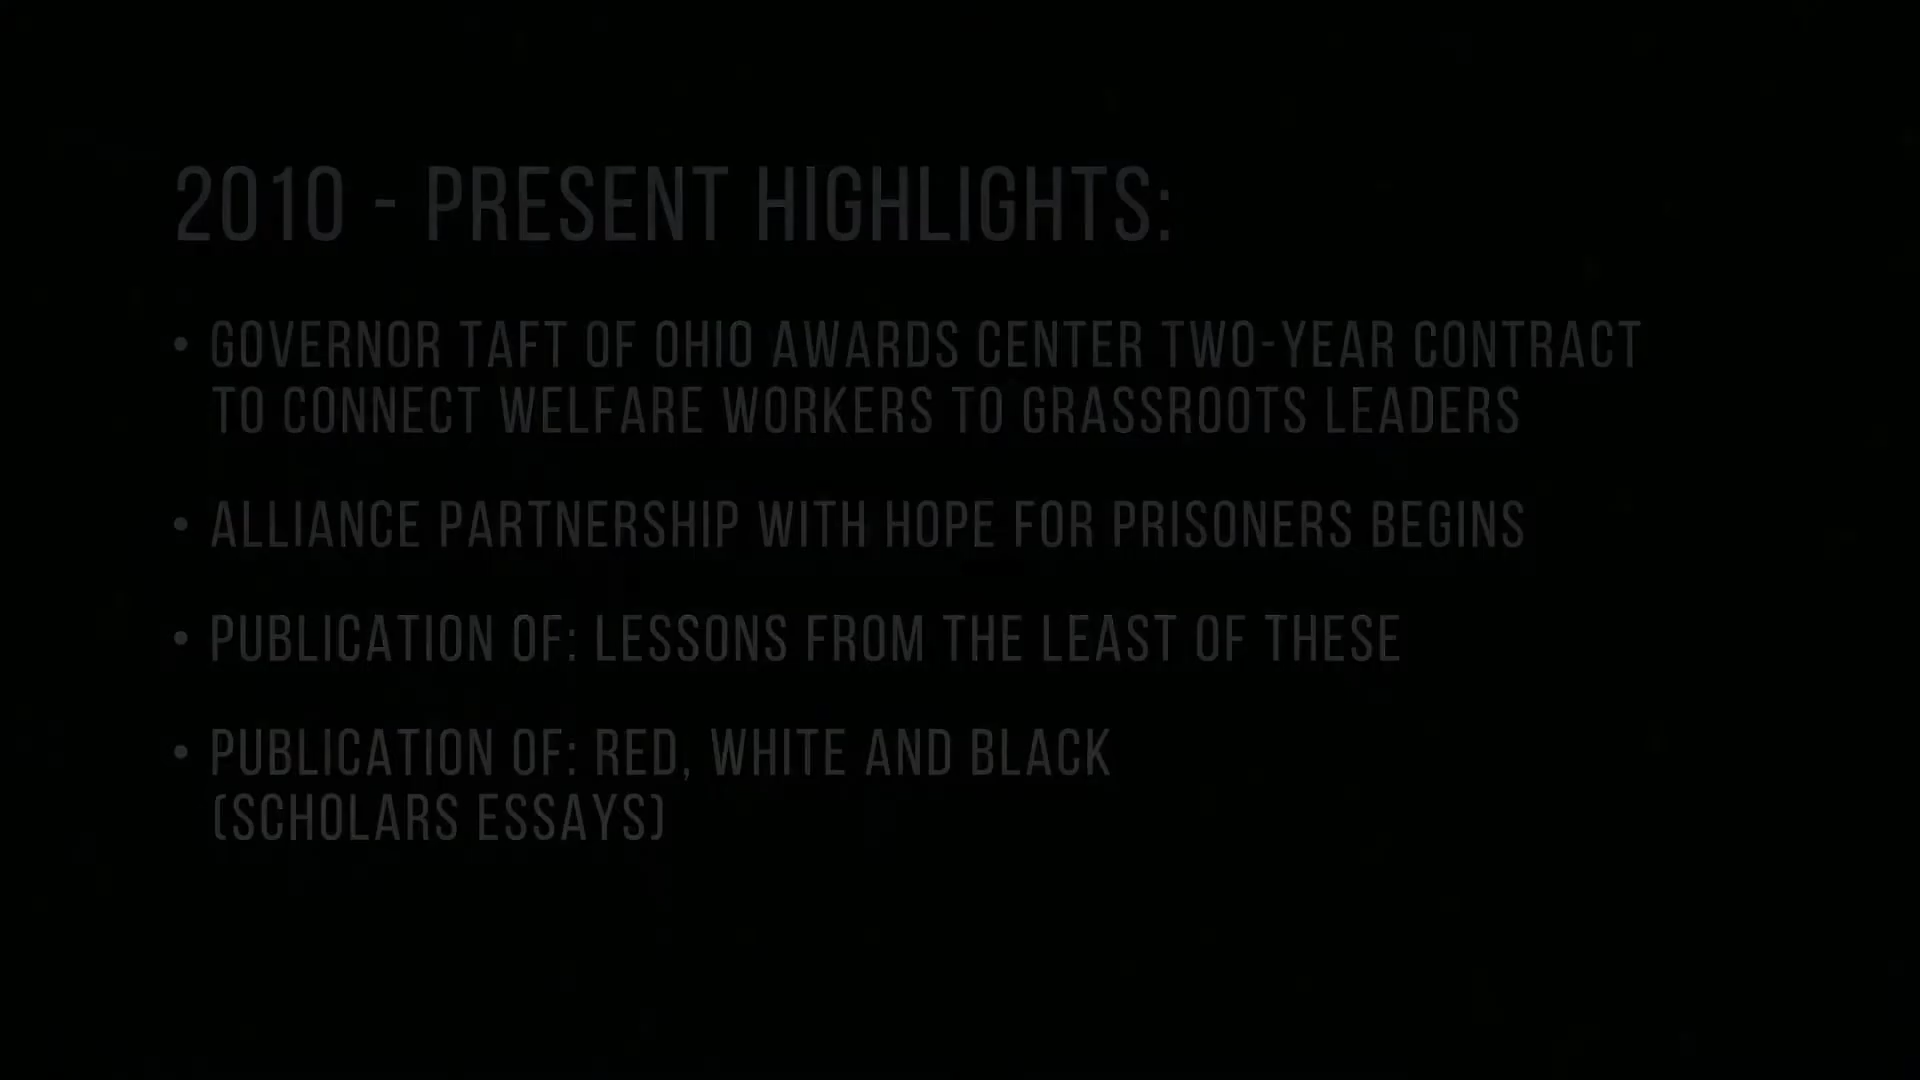 2010 - PRESENT HIGHLIGHTS:
• GOVERNOR TAFT OF OHIO AWARDS CENTER TWO-YEAR CONTRACT
TO CONNECT WELFARE WORKERS TO GRASSROOTS LEADERS
• ALLIANCE PARTNERSHIP WITH HOPE FOR PRISONERS BEGINS
• PUBLICATION OF: LESSONS FROM THE LEAST OF THESE
• PUBLICATION OF: RED, WHITE AND BLACK
(SCHOLARS ESSAYS)